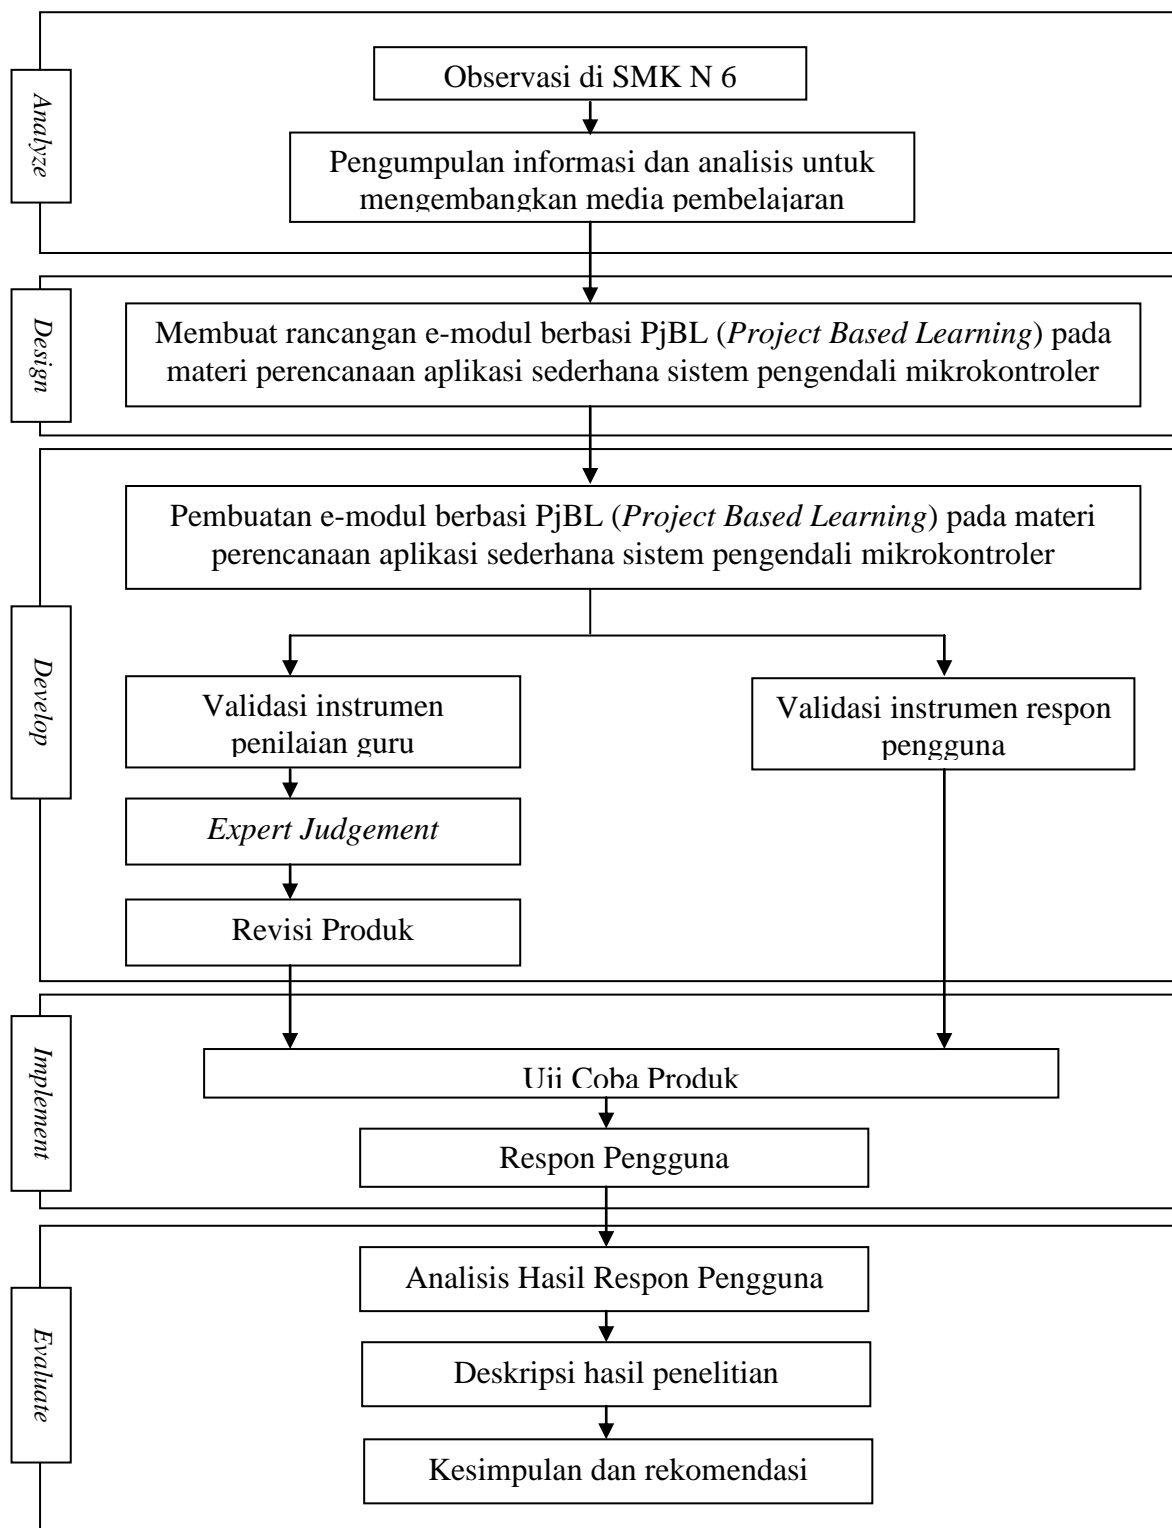 Analyze
Observasi di SMK N 6
Pengumpulan informasi dan analisis untuk
mengembangkan media pembelajaran
Design
Membuat rancangan e-modul berbasi PjBL (Project Based Learning) pada
materi perencanaan aplikasi sederhana sistem pengendali mikrokontroler
Develop
Pembuatan e-modul berbasi PjBL (Project Based Learning) pada materi
perencanaan aplikasi sederhana sistem pengendali mikrokontroler
Validasi instrumen
penilaian guru
Validasi instrumen respon
pengguna
Expert Judgement
Revisi Produk
Implement
Uji Coba Produk
Respon Pengguna
Evaluate
Analisis Hasil Respon Pengguna
Deskripsi hasil penelitian
Kesimpulan dan rekomendasi